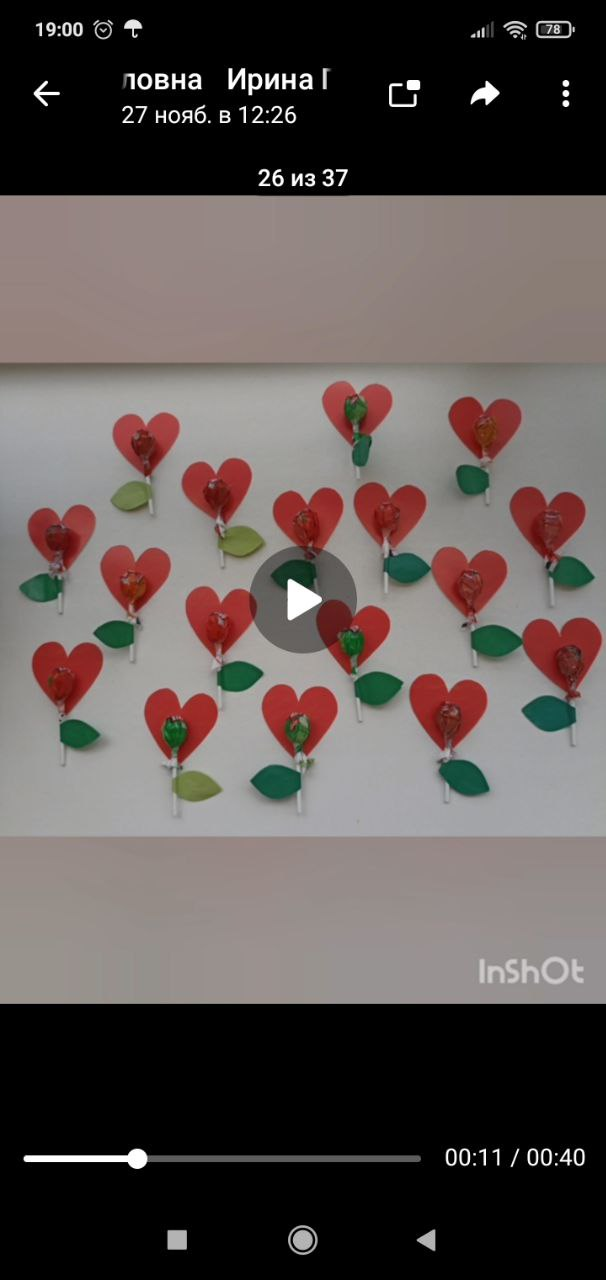 19:00 78
ловна Ирина
27 нояб. в 12:26
26 из 37
InShOt
00:11 / 00:40